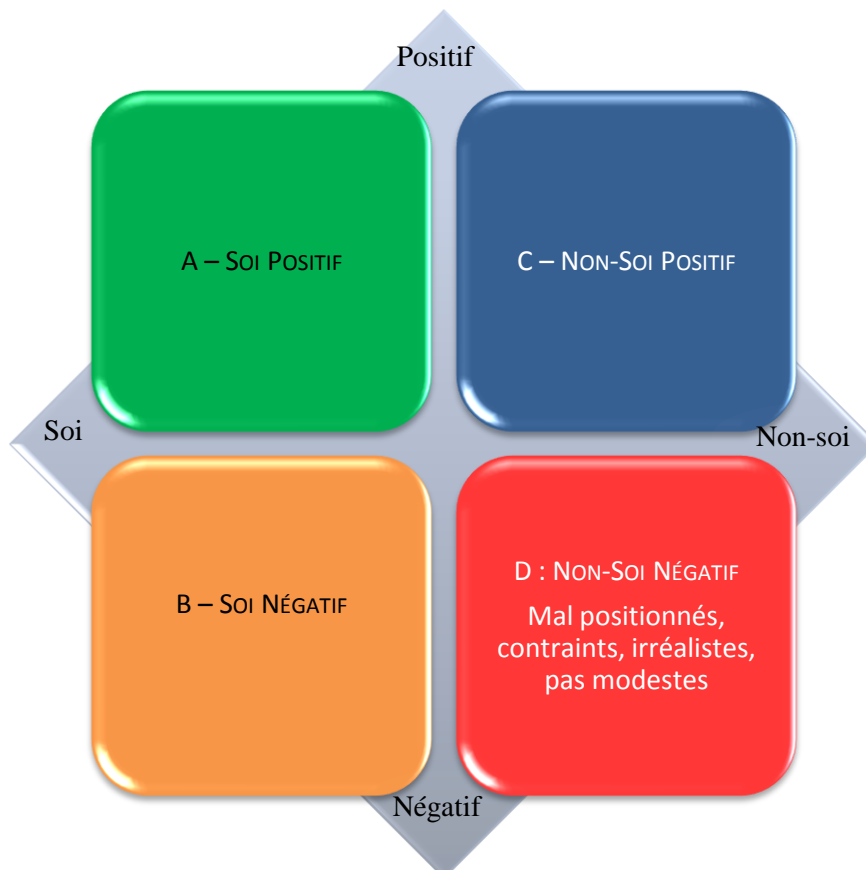 Positif
A – SOI POSITIF
C – NON-SOI POSITIF
Soi
Non-soi
B – SOI NÉGATIF
D : NON-SOI NÉGATIF
Mal positionnés,
contraints, irréalistes,
pas modestes
Négatif